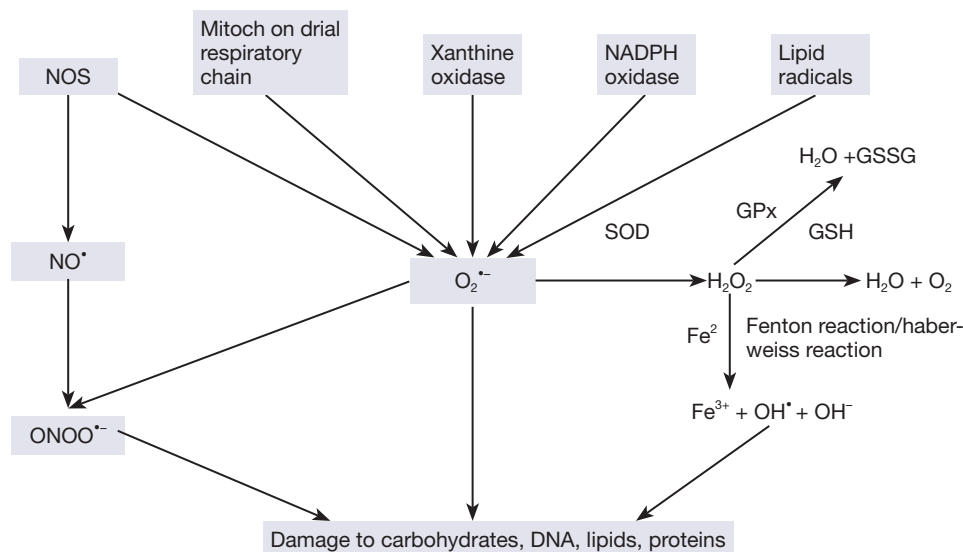 Mitoch on drial
respiratory
chain
Xanthine
oxidase
NADPH
oxidase
Lipid
radicals
NOS
H₂O +GSSG
GPx
GSH
SOD
NO•
O₂•−
H₂O₂
H₂O + O₂
Fe²
Fenton reaction/haber-
weiss reaction
Fe³⁺ + OH• + OH⁻
ONOO•−
Damage to carbohydrates, DNA, lipids, proteins